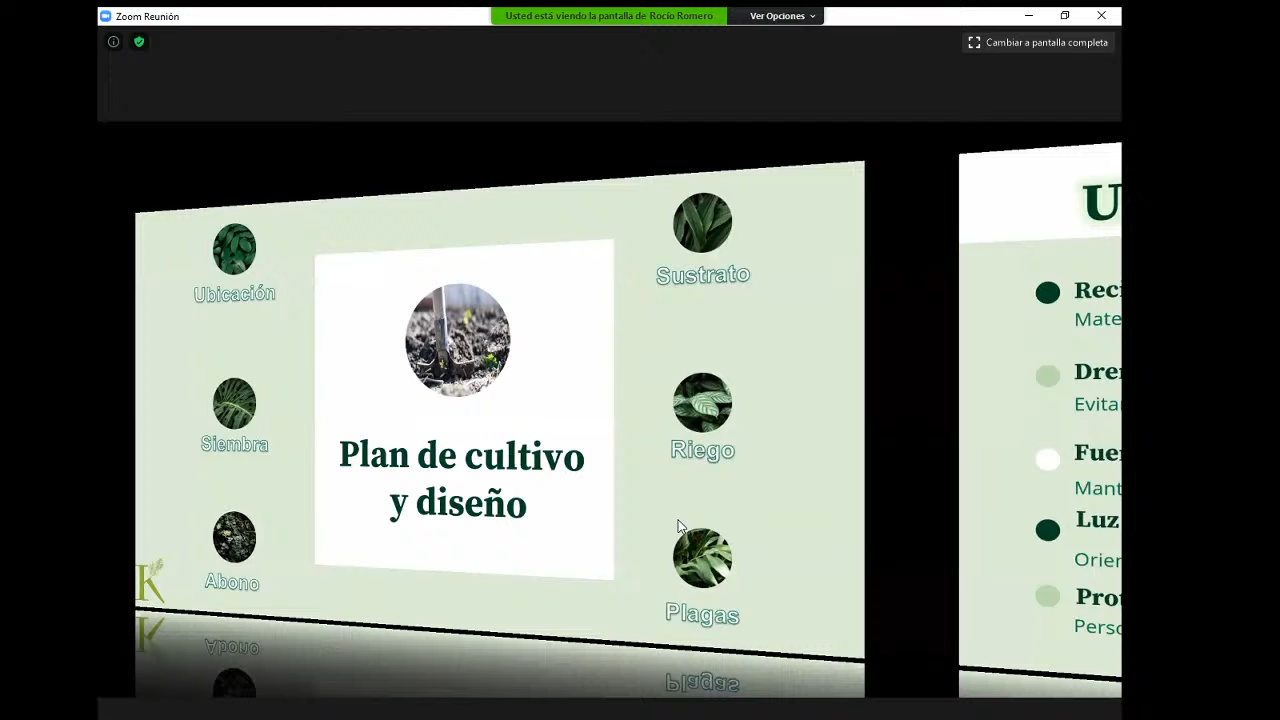 Zoom Reunión
Usted está viendo la pantalla de Rocío Romero
Ver Opciones
Cambiar a pantalla completa
Ubicación
Siembra
Abono
Plan de cultivo
y diseño
Sustrato
Riego
Plagas
K
U
Luz